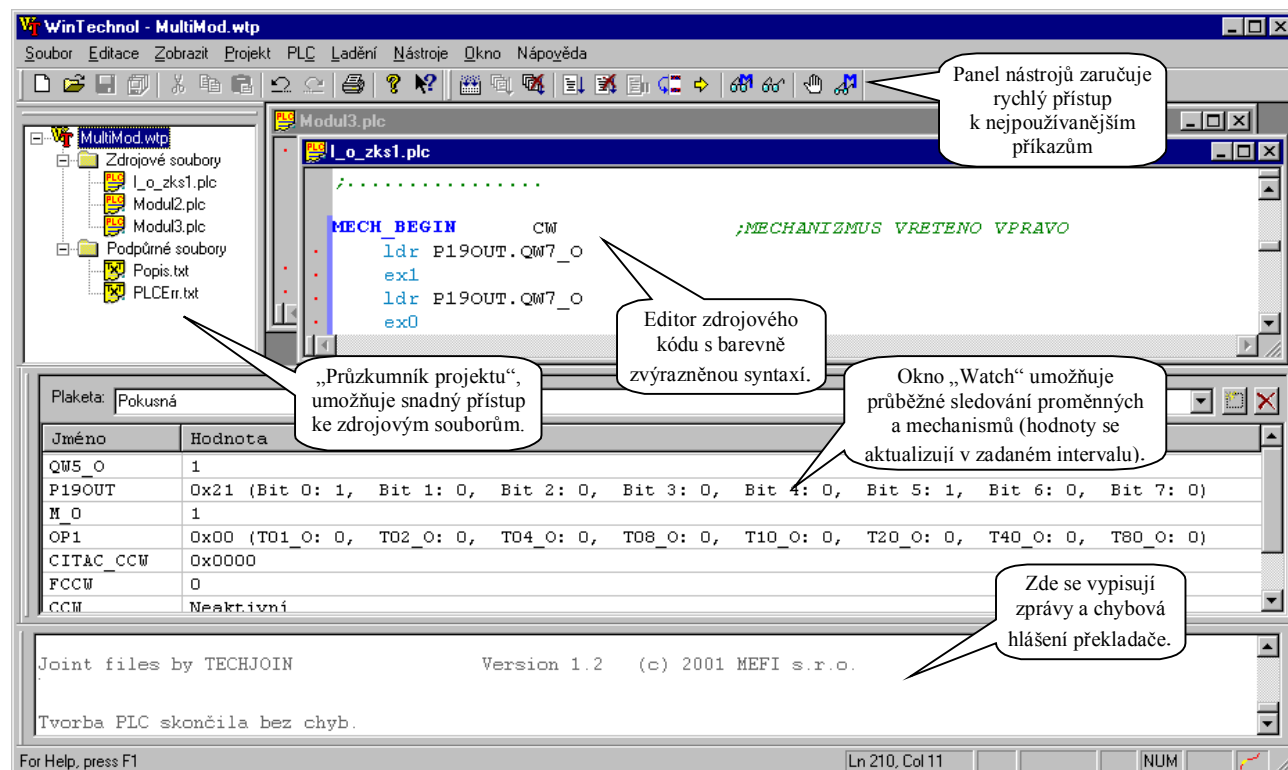 WinTechnol - MultiMod.wtp
Soubor Editace Zobrazit Projekt PLC Ladění Nástroje Okno Nápověda
Panel nástrojů zaručuje
rychlý přístup
k nejpoužívanějším
příkazům
MultiMod.wtp
Zdrojové soubory
I_o_zks1.plc
Modul2.plc
Modul3.plc
Podpůrné soubory
Popis.txt
PLCErr.txt
Modul3.plc
I_o_zks1.plc
;................
MECH_BEGIN CW ;MECHANIZMUS VRETENO VPRAVO
ldr P19OUT.QW7_O
ex1
ldr P19OUT.QW7_O
ex0
Editor zdrojového
kódu s barevně
zvýrazněnou syntaxí.
„Průzkumník projektu“,
umožňuje snadný přístup
ke zdrojovým souborům.
Okno „Watch“ umožňuje
průběžné sledování proměnných
a mechanismů (hodnoty se
aktualizují v zadaném intervalu).
Plaketa: Pokusná
Jméno Hodnota
QW5_O 1
P19OUT 0x21 (Bit 0: 1, Bit 1: 0, Bit 2: 0, Bit 3: 0, Bit 4: 0, Bit 5: 1, Bit 6: 0, Bit 7: 0)
M_O 1
OP1 0x00 (T01_O: 0, T02_O: 0, T04_O: 0, T08_O: 0, T10_O: 0, T20_O: 0, T40_O: 0, T80_O: 0)
CITAC_CCW 0x0000
FCCW 0
CCW Neaktivní
Zde se vypisují
zprávy a chybová
hlášení překladače.
Joint files by TECHJOIN Version 1.2 (c) 2001 MEFI s.r.o.
Tvorba PLC skončila bez chyb.
For Help, press F1 Ln 210, Col 11 NUM